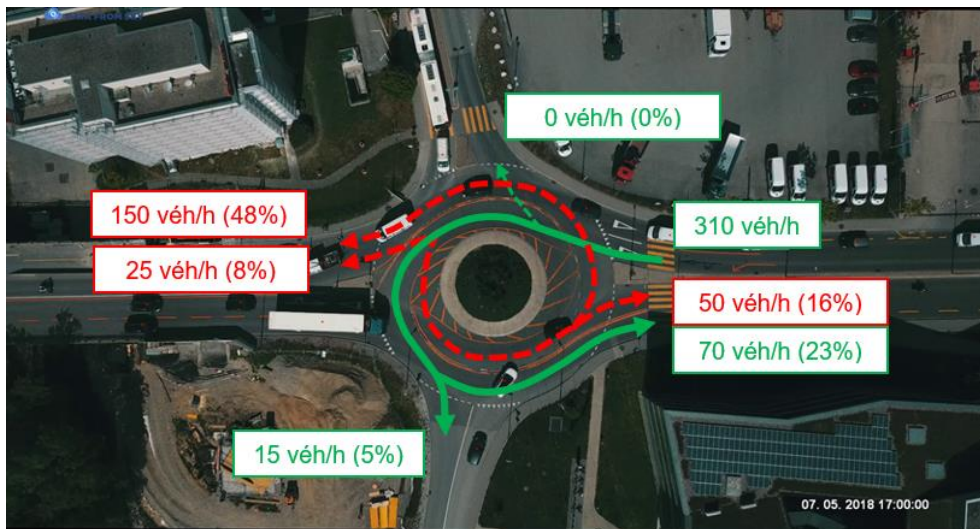 0 véh/h (0%)
150 véh/h (48%)
310 véh/h
25 véh/h (8%)
50 véh/h (16%)
70 véh/h (23%)
15 véh/h (5%)
07. 05. 2018 17:00:00